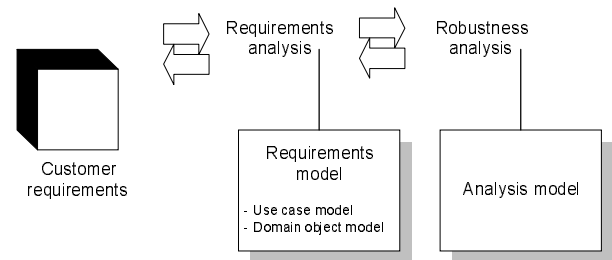 Requirements
analysis
Robustness
analysis
Customer
requirements
Requirements
model
- Use case model
- Domain object model
Analysis model